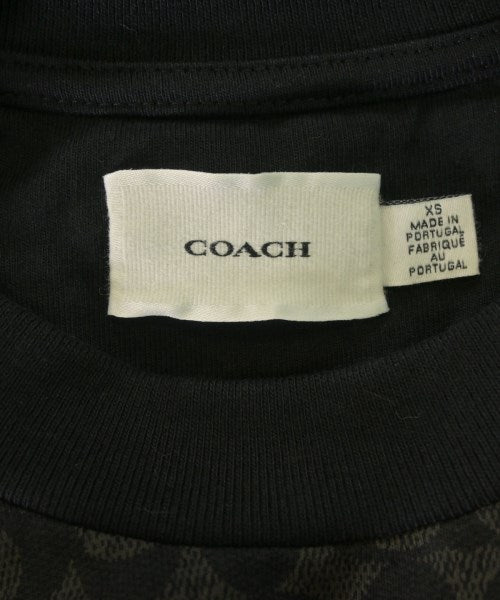 COACH
XS
MADE IN
PORTUGAL
FABRIQUÉ
AU
PORTUGAL